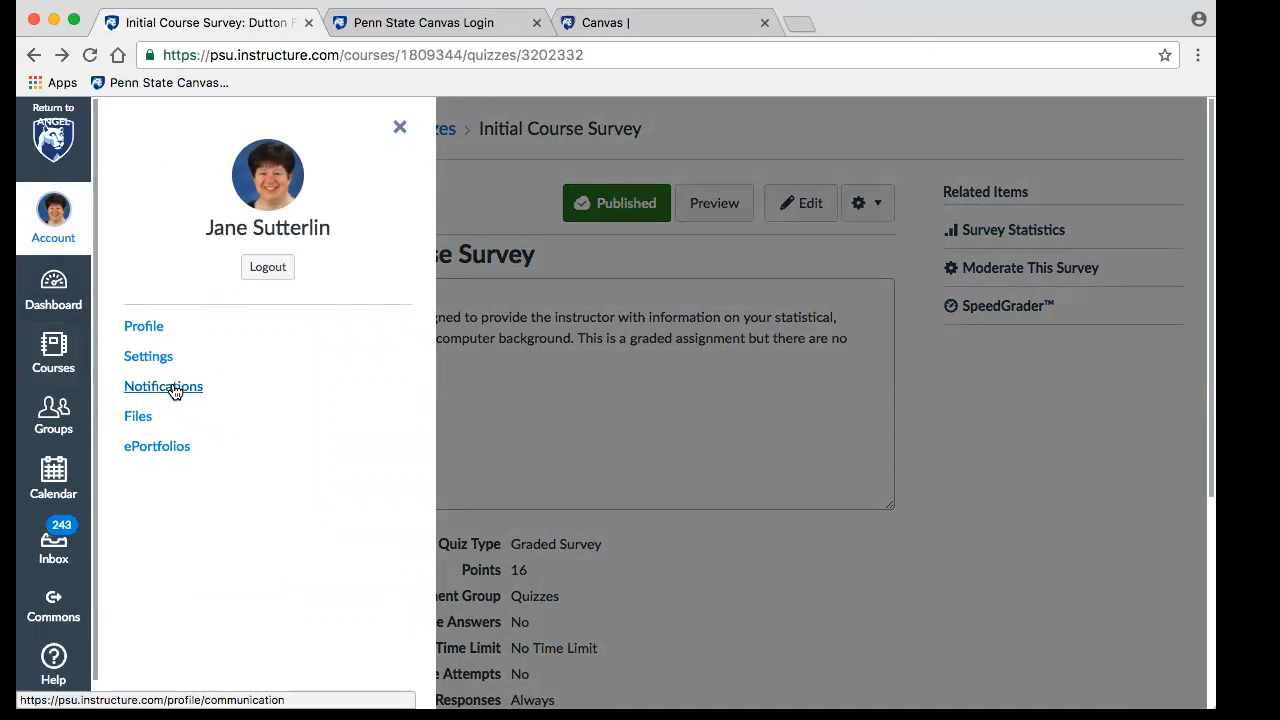 Initial Course Survey: Dutton
Penn State Canvas Login
Canvas |
https://psu.instructure.com/courses/1809344/quizzes/3202332
Apps
Penn State Canvas...
Return to
ANGEL
Account
Dashboard
Courses
Groups
Calendar
243
Inbox
Commons
Help
Jane Sutterlin
Logout
Profile
Settings
Notifications
Files
ePortfolios
zes > Initial Course Survey
Published
Preview
Edit
se Survey
gned to provide the instructor with information on your statistical,
computer background. This is a graded assignment but there are no
Quiz Type Graded Survey
Points 16
ent Group Quizzes
e Answers No
Time Limit No Time Limit
e Attempts No
Responses Always
Related Items
Survey Statistics
Moderate This Survey
SpeedGrader™
https://psu.instructure.com/profile/communication